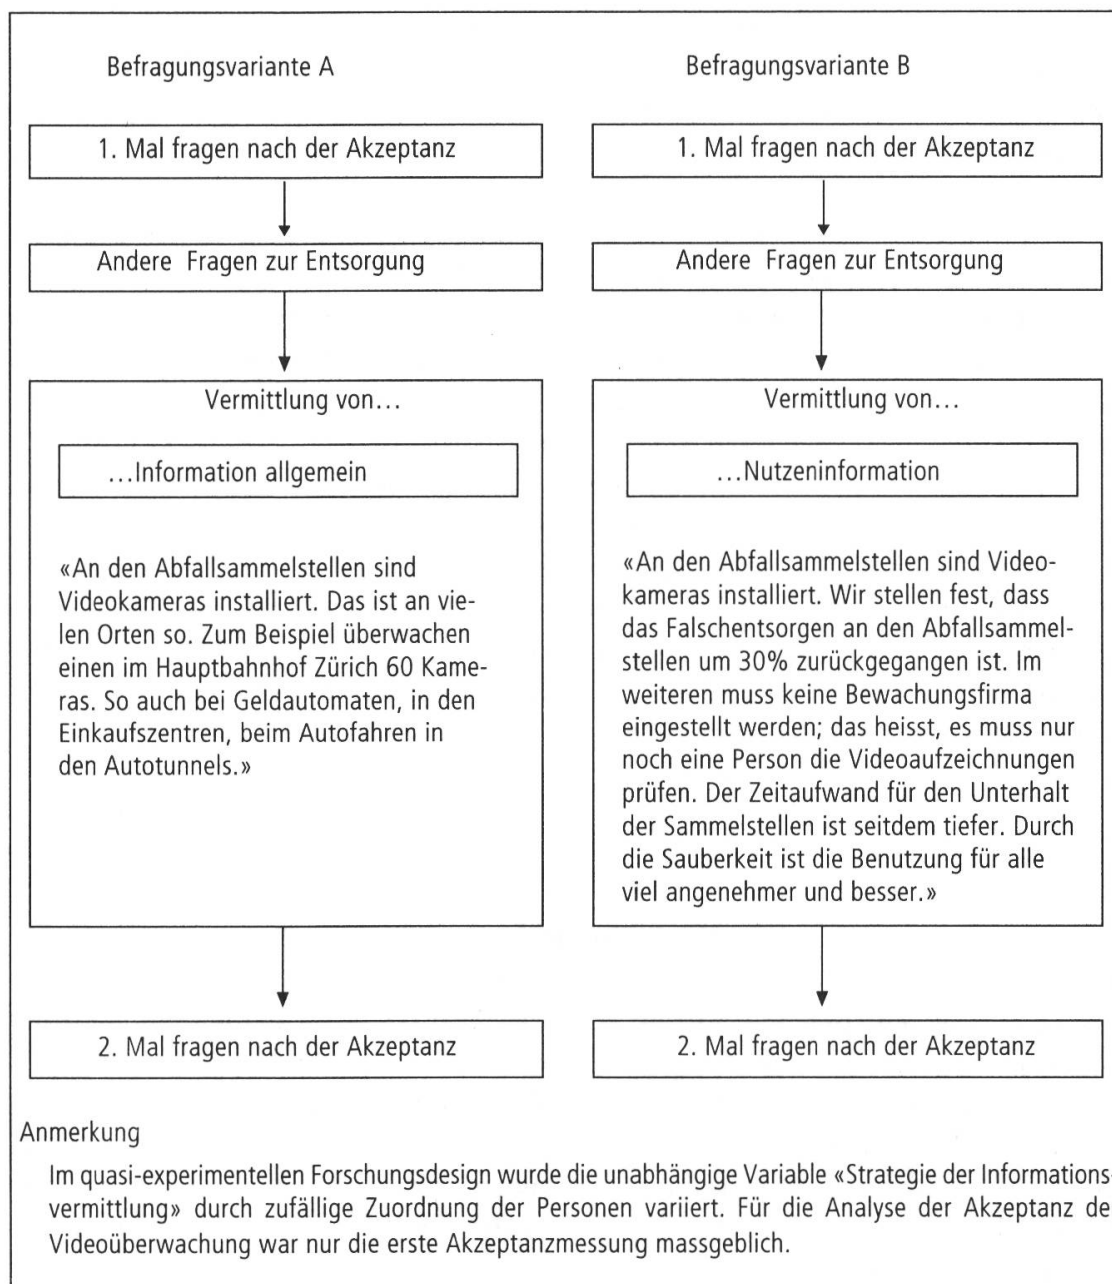 Befragungsvariante A
1. Mal fragen nach der Akzeptanz
Andere Fragen zur Entsorgung
Vermittlung von...
...Information allgemein
«An den Abfallsammelstellen sind
Videokameras installiert. Das ist an vie-
len Orten so. Zum Beispiel überwachen
einen im Hauptbahnhof Zürich 60 Kame-
ras. So auch bei Geldautomaten, in den
Einkaufszentren, beim Autofahren in
den Autotunnels.»
2. Mal fragen nach der Akzeptanz
Befragungsvariante B
1. Mal fragen nach der Akzeptanz
Andere Fragen zur Entsorgung
Vermittlung von...
...Nutzeninformation
«An den Abfallsammelstellen sind Video-
kameras installiert. Wir stellen fest, dass
das Falschentsorgen an den Abfallsammel-
stellen um 30% zurückgegangen ist. Im
weiteren muss keine Bewachungsfirma
eingestellt werden; das heisst, es muss nur
noch eine Person die Videoaufzeichnungen
prüfen. Der Zeitaufwand für den Unterhalt
der Sammelstellen ist seitdem tiefer. Durch
die Sauberkeit ist die Benutzung für alle
viel angenehmer und besser.»
2. Mal fragen nach der Akzeptanz
Anmerkung
Im quasi-experimentellen Forschungsdesign wurde die unabhängige Variable «Strategie der Informations-
vermittlung» durch zufällige Zuordnung der Personen variiert. Für die Analyse der Akzeptanz de
Videoüberwachung war nur die erste Akzeptanzmessung massgeblich.